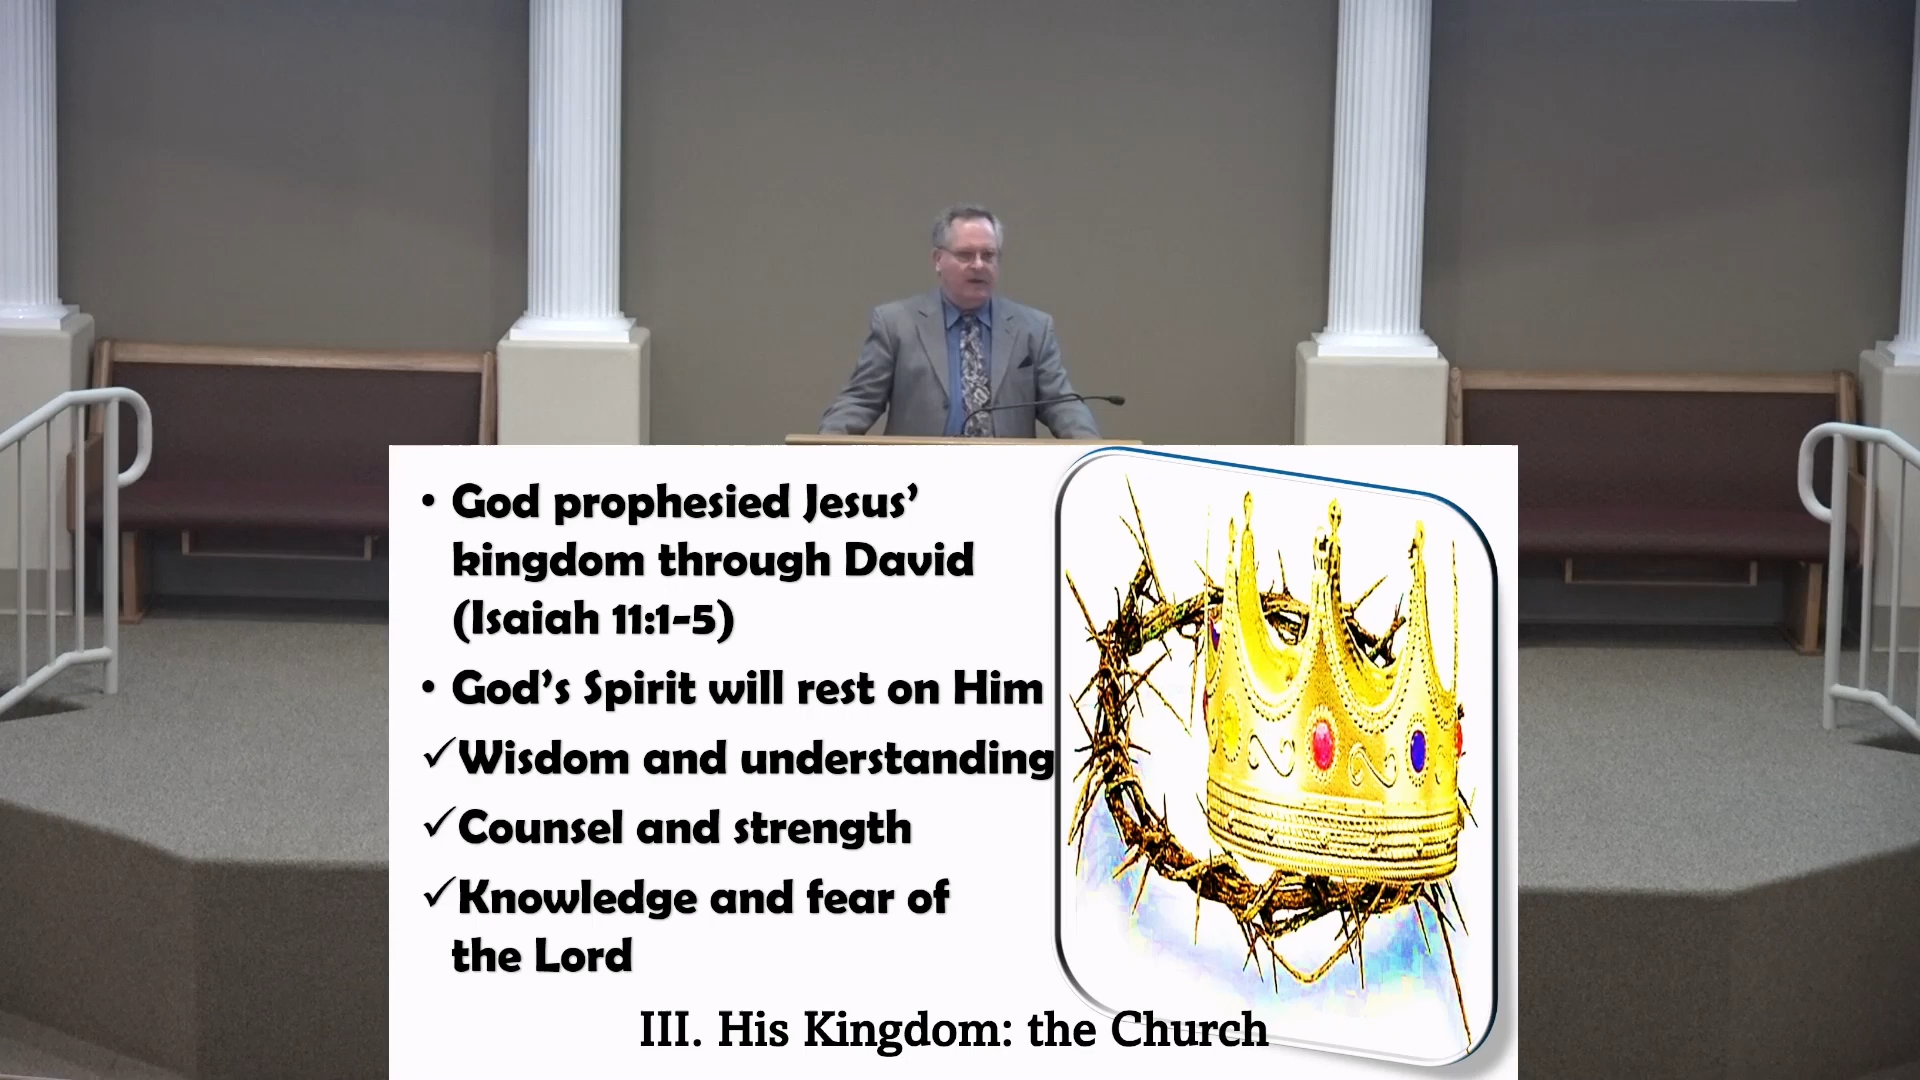 • God prophesied Jesus’
kingdom through David
(Isaiah 11:1-5)
• God’s Spirit will rest on Him
✓Wisdom and understanding
✓Counsel and strength
✓Knowledge and fear of
the Lord
III. His Kingdom: the Church